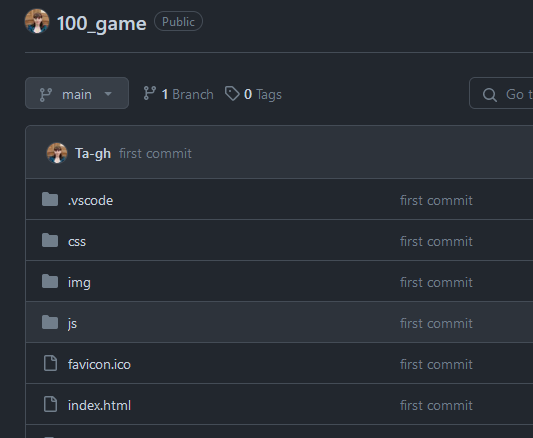 100_game Public
main 1 Branch 0 Tags Go t
Ta-gh first commit
.vscode first commit
css first commit
img first commit
js first commit
favicon.ico first commit
index.html first commit